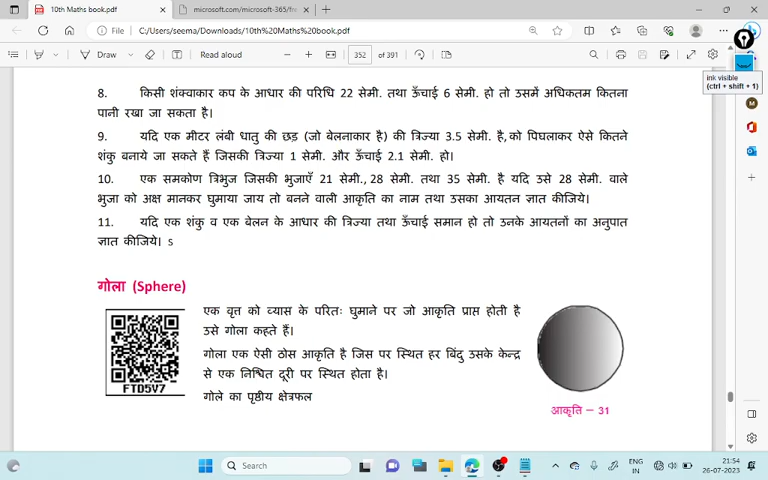 10th Maths book.pdf
microsoft.com/microsoft-365/fre
File
C:/Users/seema/Downloads/10th%20Maths%20book.pdf
Draw
Read aloud
352
of 391
ink visible
(ctrl + shift + 1)
8. किसी शंक्वाकार कप के आधार की परिधि 22 सेमी. तथा ऊँचाई 6 सेमी. हो तो उसमें अधिकतम कितना
पानी रखा जा सकता है।
9. यदि एक मीटर लंबी धातु की छड़ (जो बेलनाकार है) की त्रिज्या 3.5 सेमी. है, को पिघलाकर ऐसे कितने
शंकु बनाये जा सकते हैं जिसकी त्रिज्या 1 सेमी. और ऊँचाई 2.1 सेमी. हो।
10. एक समकोण त्रिभुज जिसकी भुजाएँ 21 सेमी., 28 सेमी. तथा 35 सेमी. है यदि उसे 28 सेमी. वाले
भुजा को अक्ष मानकर घुमाया जाय तो बनने वाली आकृति का नाम तथा उसका आयतन ज्ञात कीजिये।
11. यदि एक शंकु व एक बेलन के आधार की त्रिज्या तथा ऊँचाई समान हो तो उनके आयतनों का अनुपात
ज्ञात कीजिये। s
गोला (Sphere)
एक वृत्त को व्यास के परितः घुमाने पर जो आकृति प्राप्त होती है
उसे गोला कहते हैं।
गोला एक ऐसी ठोस आकृति है जिस पर स्थित हर बिंदु उसके केन्द्र
से एक निश्चित दूरी पर स्थित होता है।
गोले का पृष्ठीय क्षेत्रफल
FTD5V7
आकृति – 31
Search
ENG
IN
21:54
26-07-2023
M